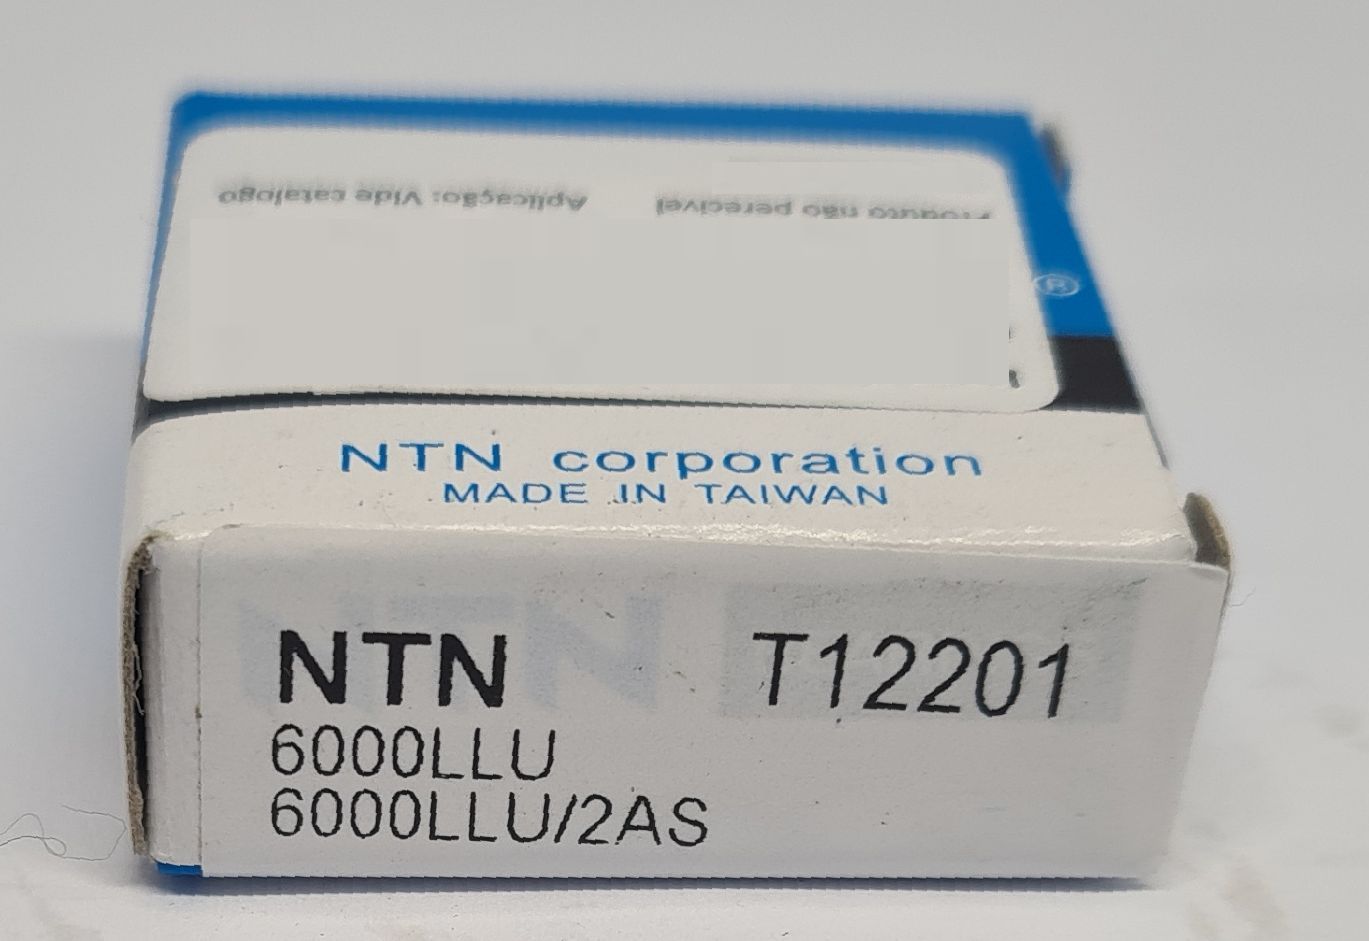 Produto não perecível Aplicação: Vide catalogo
®
NTN corporation
MADE IN TAIWAN
NTN T12201
6000LLU
6000LLU/2AS